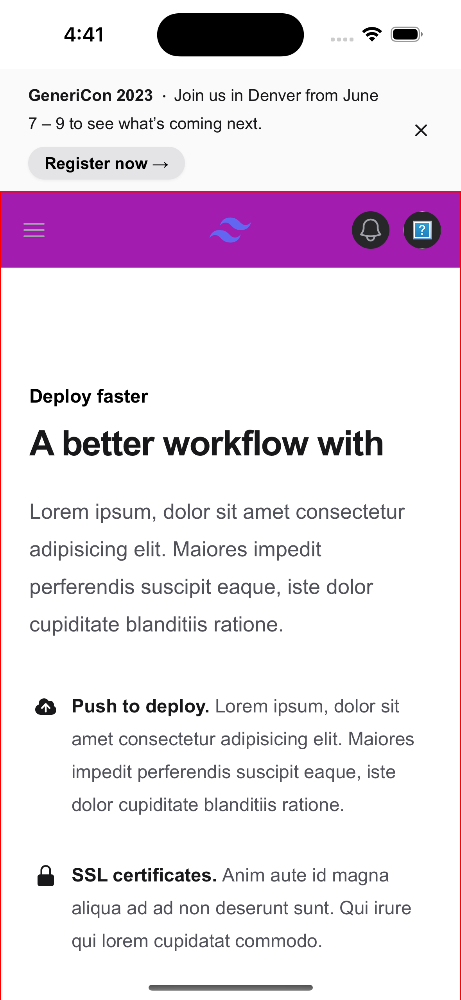 4:41
GeneriCon 2023 · Join us in Denver from June
7 – 9 to see what’s coming next.
Register now →
?
Deploy faster
A better workflow with
Lorem ipsum, dolor sit amet consectetur
adipisicing elit. Maiores impedit
perferendis suscipit eaque, iste dolor
cupiditate blanditiis ratione.
Push to deploy. Lorem ipsum, dolor sit
amet consectetur adipisicing elit. Maiores
impedit perferendis suscipit eaque, iste
dolor cupiditate blanditiis ratione.
SSL certificates. Anim aute id magna
aliqua ad ad non deserunt sunt. Qui irure
qui lorem cupidatat commodo.